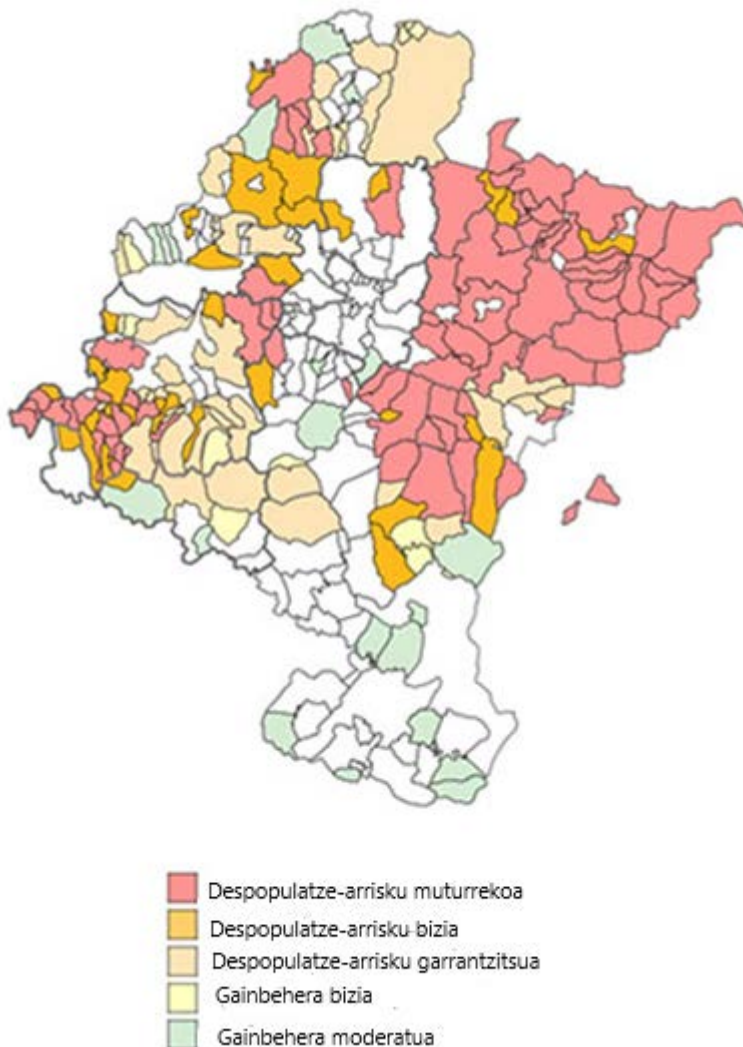 Despopulatze-arrisku muturrekoa
Despopulatze-arrisku bizia
Despopulatze-arrisku garrantzitsua
Gainbehera bizia
Gainbehera moderatua